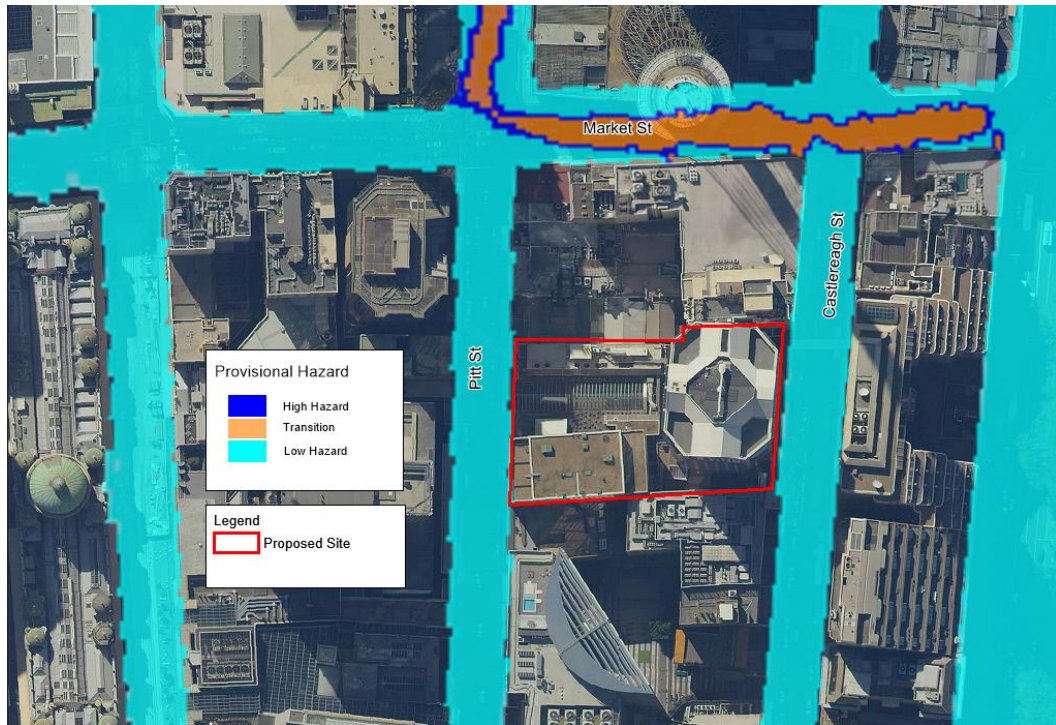 Market St
Castlereagh St
Pitt St
Provisional Hazard
High Hazard
Transition
Low Hazard
Legend
Proposed Site